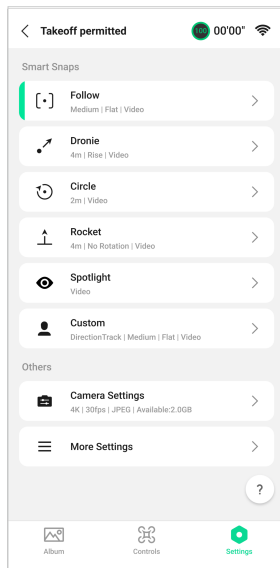 Takeoff permitted
100
00'00"
Smart Snaps
Follow
Medium | Flat | Video
Dronie
4m | Rise | Video
Circle
2m | Video
Rocket
4m | No Rotation | Video
Spotlight
Video
Custom
DirectionTrack | Medium | Flat | Video
Others
Camera Settings
4K | 30fps | JPEG | Available:2.0GB
More Settings
?
Album
Controls
Settings